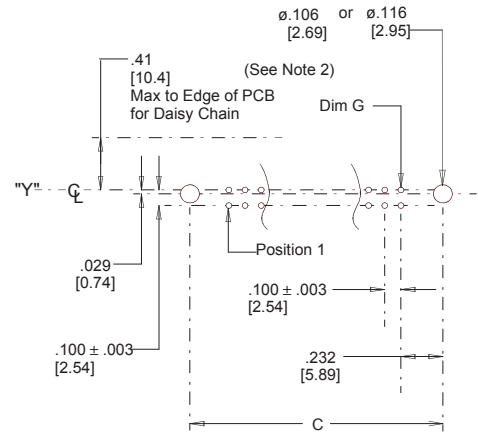 ø.106 or ø.116
[2.69] [2.95]
.41
[10.4]
Max to Edge of PCB
for Daisy Chain
(See Note 2)
Dim G
"Y" ℄
Position 1
.029
[0.74]
.100 ± .003
[2.54]
.100 ± .003
[2.54]
.232
[5.89]
C